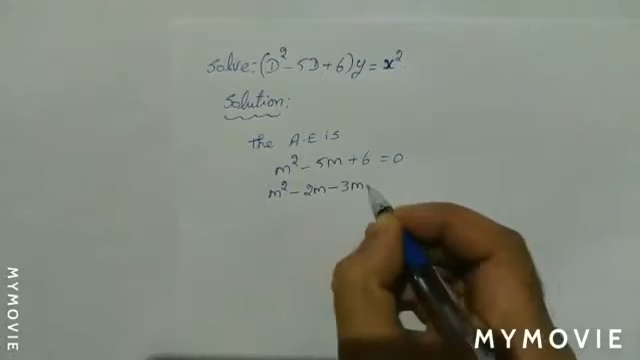 Solve: (D² - 5D + 6)y = x²
Solution:
The A.E is
m² - 5m + 6 = 0
m² - 2m - 3m
MYMOVIE
MYMOVIE